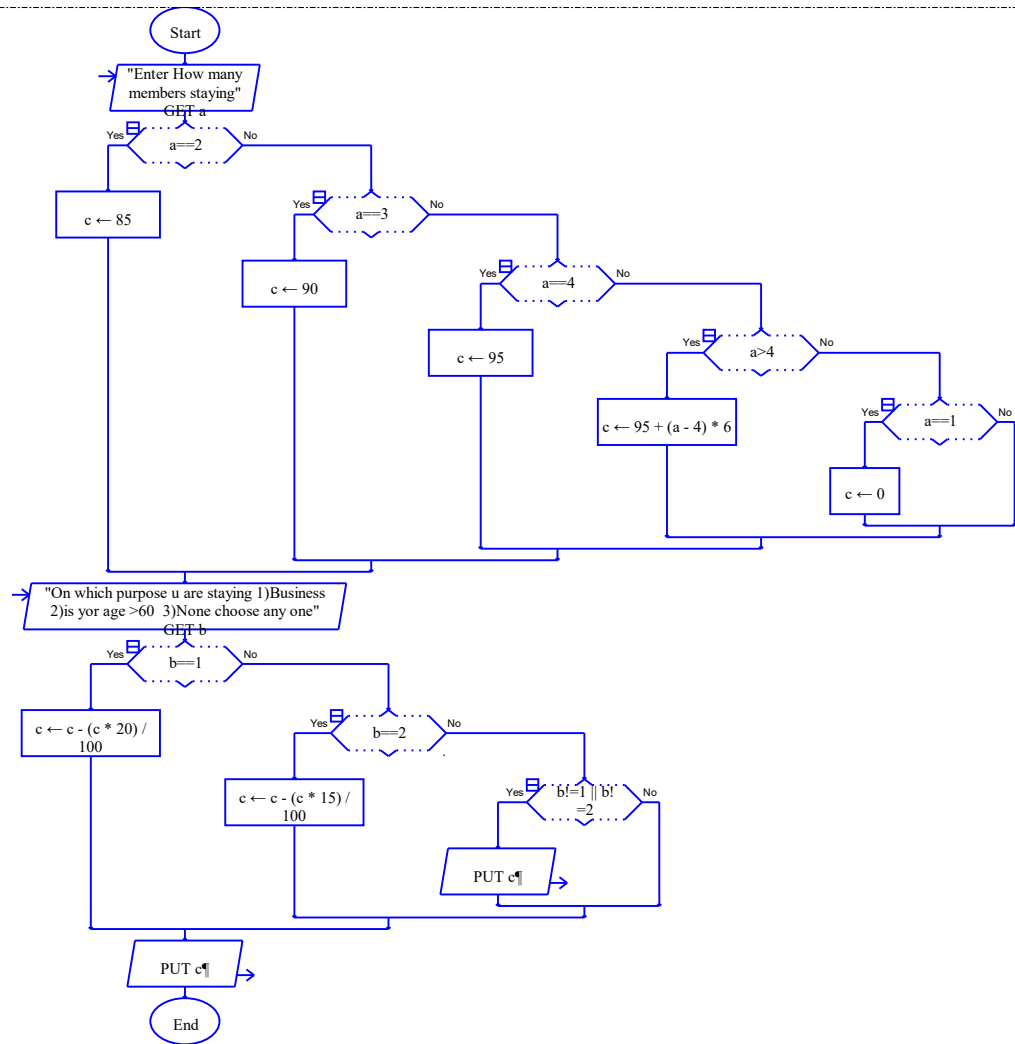 Start
"Enter How many
members staying"
GET a
Yes
No
a==2
c ← 85
Yes
No
a==3
c ← 90
Yes
No
a==4
c ← 95
Yes
No
a>4
c ← 95 + (a - 4) * 6
Yes
No
a==1
c ← 0
"On which purpose u are staying 1)Business
2)is yor age >60  3)None choose any one"
GET b
Yes
No
b==1
c ← c - (c * 20) /
100
Yes
No
b==2
c ← c - (c * 15) /
100
Yes
No
b!=1 || b!
=2
PUT c¶
PUT c¶
End